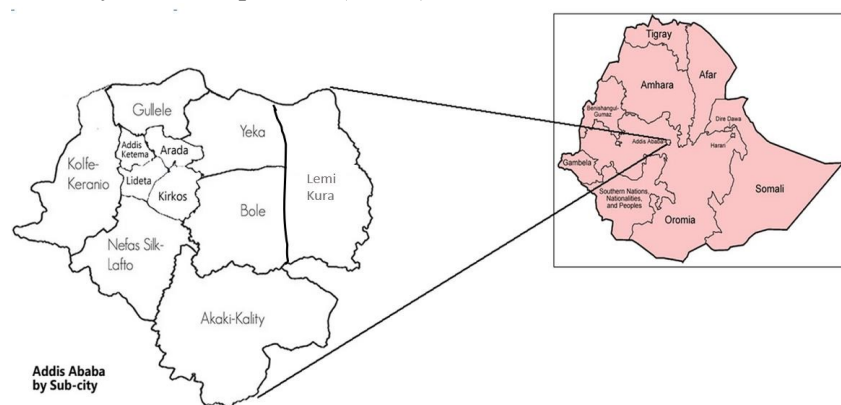 Gullele
Yeka
Addis
Ketema
Arada
Kolfe-
Keranio
Lideta
Kirkos
Lemi
Kura
Bole
Nefas Silk-
Lafto
Akaki-Kality
Addis Ababa
by Sub-city
Tigray
Afar
Amhara
Benishangul-
Gumaz
Dire Dawa
Addis Ababa
Harari
Gambela
Southern Nations,
Nationalities,
and Peoples
Somali
Oromia